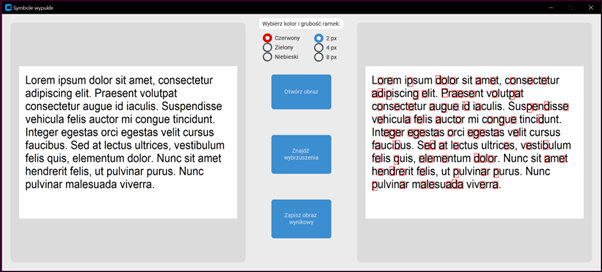 Symbole wypukłe
Wybierz kolor i grubość ramek:
Czerwony
Zielony
Niebieski
2 px
4 px
8 px
Otwórz obraz
Znajdź
wybrzuszenia
Zapisz obraz
wynikowy
Lorem ipsum dolor sit amet, consectetur
adipiscing elit. Praesent volutpat
consectetur augue id iaculis. Suspendisse
vehicula felis auctor mi congue tincidunt.
Integer egestas orci egestas velit cursus
faucibus. Sed at lectus ultrices, vestibulum
felis quis, elementum dolor. Nunc sit amet
hendrerit felis, ut pulvinar purus. Nunc
pulvinar malesuada viverra.
Lorem ipsum dolor sit amet, consectetur
adipiscing elit. Praesent volutpat
consectetur augue id iaculis. Suspendisse
vehicula felis auctor mi congue tincidunt.
Integer egestas orci egestas velit cursus
faucibus. Sed at lectus ultrices, vestibulum
felis quis, elementum dolor. Nunc sit amet
hendrerit felis, ut pulvinar purus. Nunc
pulvinar malesuada viverra.